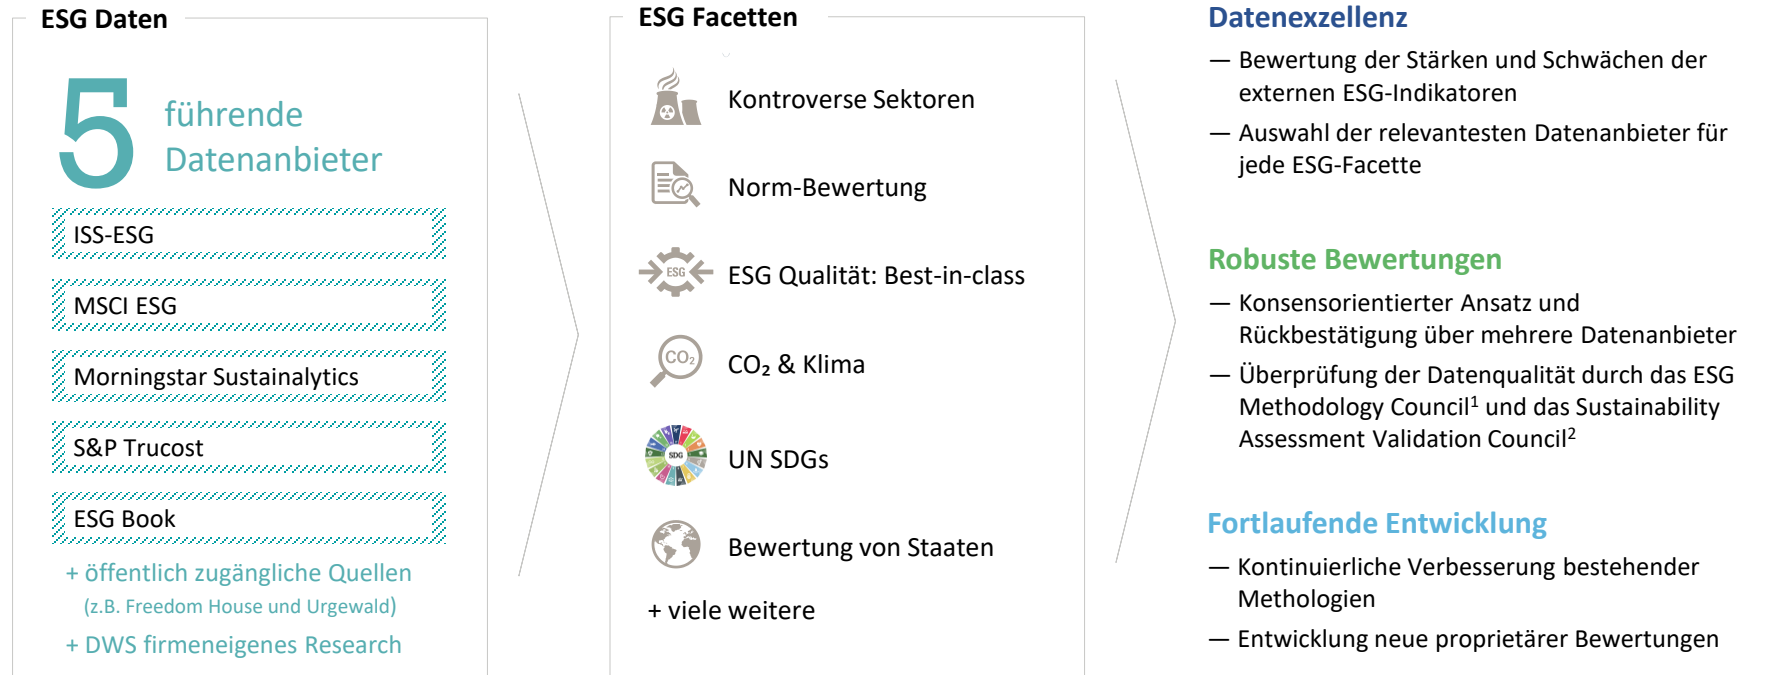 ESG Daten
5 führende
Datenanbieter
ISS-ESG
MSCI ESG
Morningstar Sustainalytics
S&P Trucost
ESG Book
+ öffentlich zugängliche Quellen
(z.B. Freedom House und Urgewald)
+ DWS firmeneigenes Research
ESG Facetten
Kontroverse Sektoren
Norm-Bewertung
ESG
ESG Qualität: Best-in-class
CO₂
CO₂ & Klima
SDG
UN SDGs
Bewertung von Staaten
+ viele weitere
Datenexzellenz
— Bewertung der Stärken und Schwächen der
externen ESG-Indikatoren
— Auswahl der relevantesten Datenanbieter für
jede ESG-Facette
Robuste Bewertungen
— Konsensorientierter Ansatz und
Rückbestätigung über mehrere Datenanbieter
— Überprüfung der Datenqualität durch das ESG
Methodology Council¹ und das Sustainability
Assessment Validation Council²
Fortlaufende Entwicklung
— Kontinuierliche Verbesserung bestehender
Methologien
— Entwicklung neue proprietärer Bewertungen